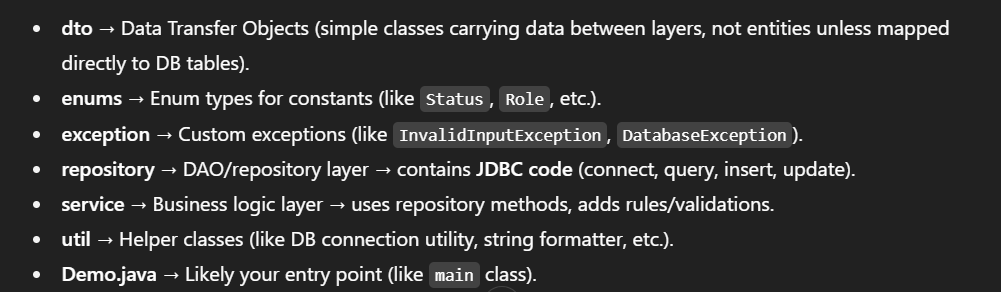 • dto → Data Transfer Objects (simple classes carrying data between layers, not entities unless mapped
directly to DB tables).
• enums → Enum types for constants (like Status, Role, etc.).
• exception → Custom exceptions (like InvalidInputException, DatabaseException).
• repository → DAO/repository layer → contains JDBC code (connect, query, insert, update).
• service → Business logic layer → uses repository methods, adds rules/validations.
• util → Helper classes (like DB connection utility, string formatter, etc.).
• Demo.java → Likely your entry point (like main class).